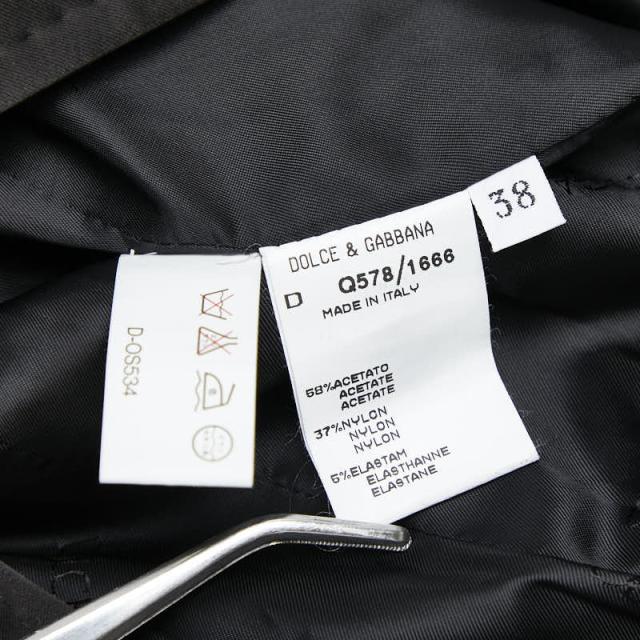 38
DOLCE & GABBANA
D Q578/1666
MADE IN ITALY
58%ACETATO
ACETATE
ACETATE
37%NYLON
NYLON
NYLON
5%ELASTAM
ELASTHANNE
ELASTANE
D-0S534